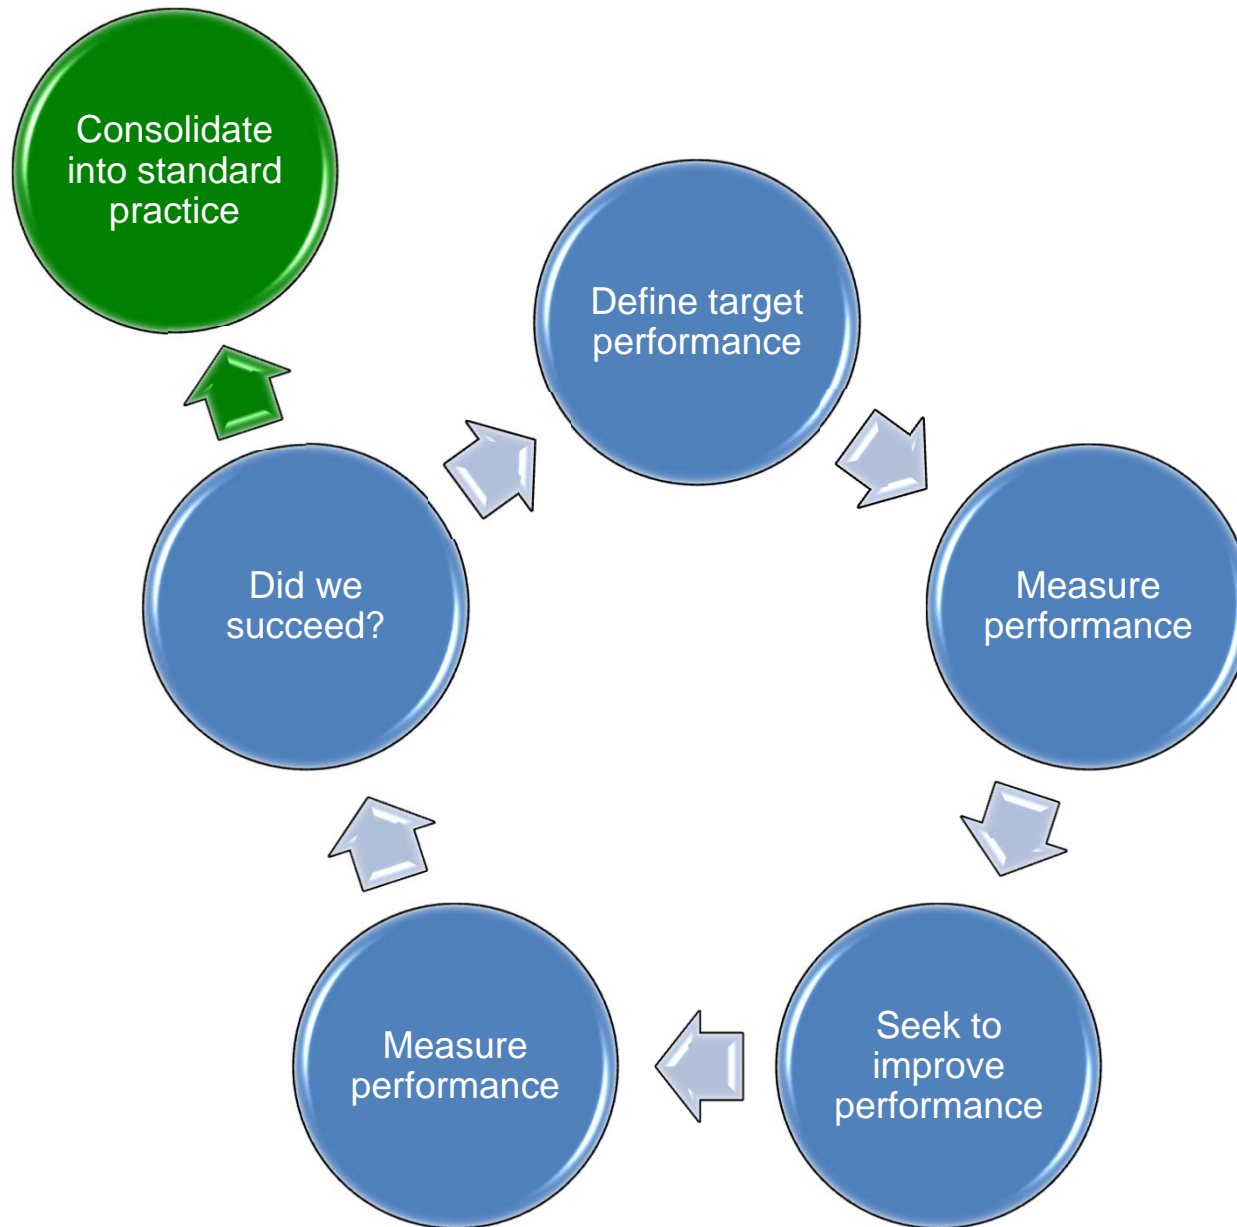 Consolidate
into standard
practice
Define target
performance
Measure
performance
Seek to
improve
performance
Measure
performance
Did we
succeed?